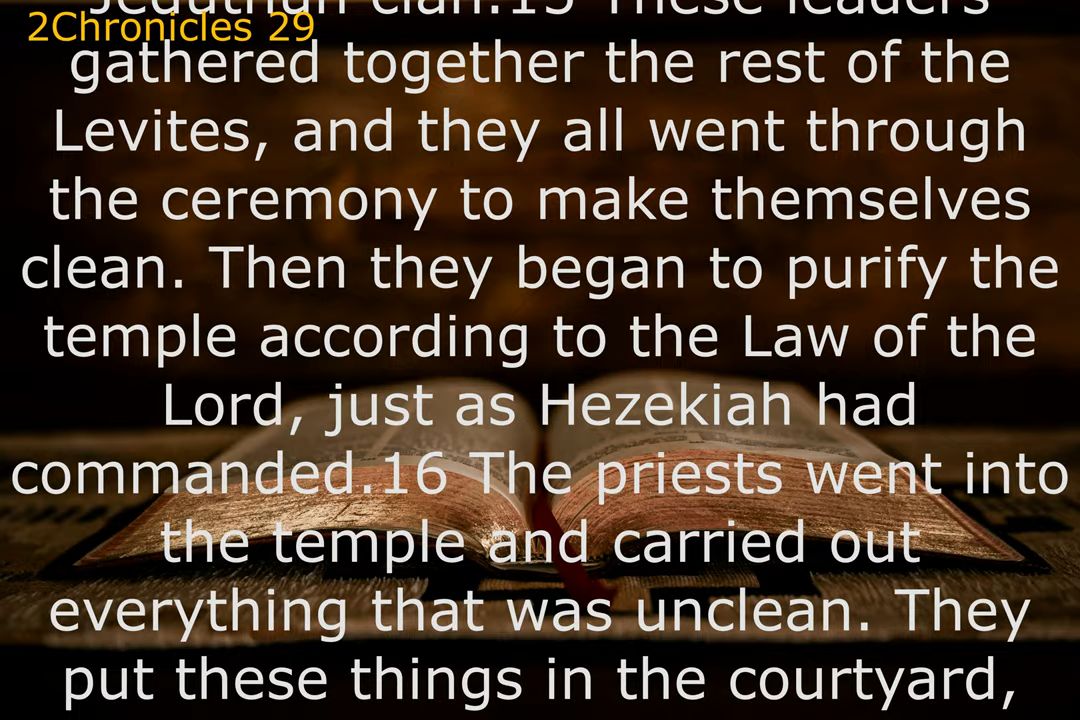 Jeduthun clan.15 These leaders
2Chronicles 29
gathered together the rest of the
Levites, and they all went through
the ceremony to make themselves
clean. Then they began to purify the
temple according to the Law of the
Lord, just as Hezekiah had
commanded.16 The priests went into
the temple and carried out
everything that was unclean. They
put these things in the courtyard,